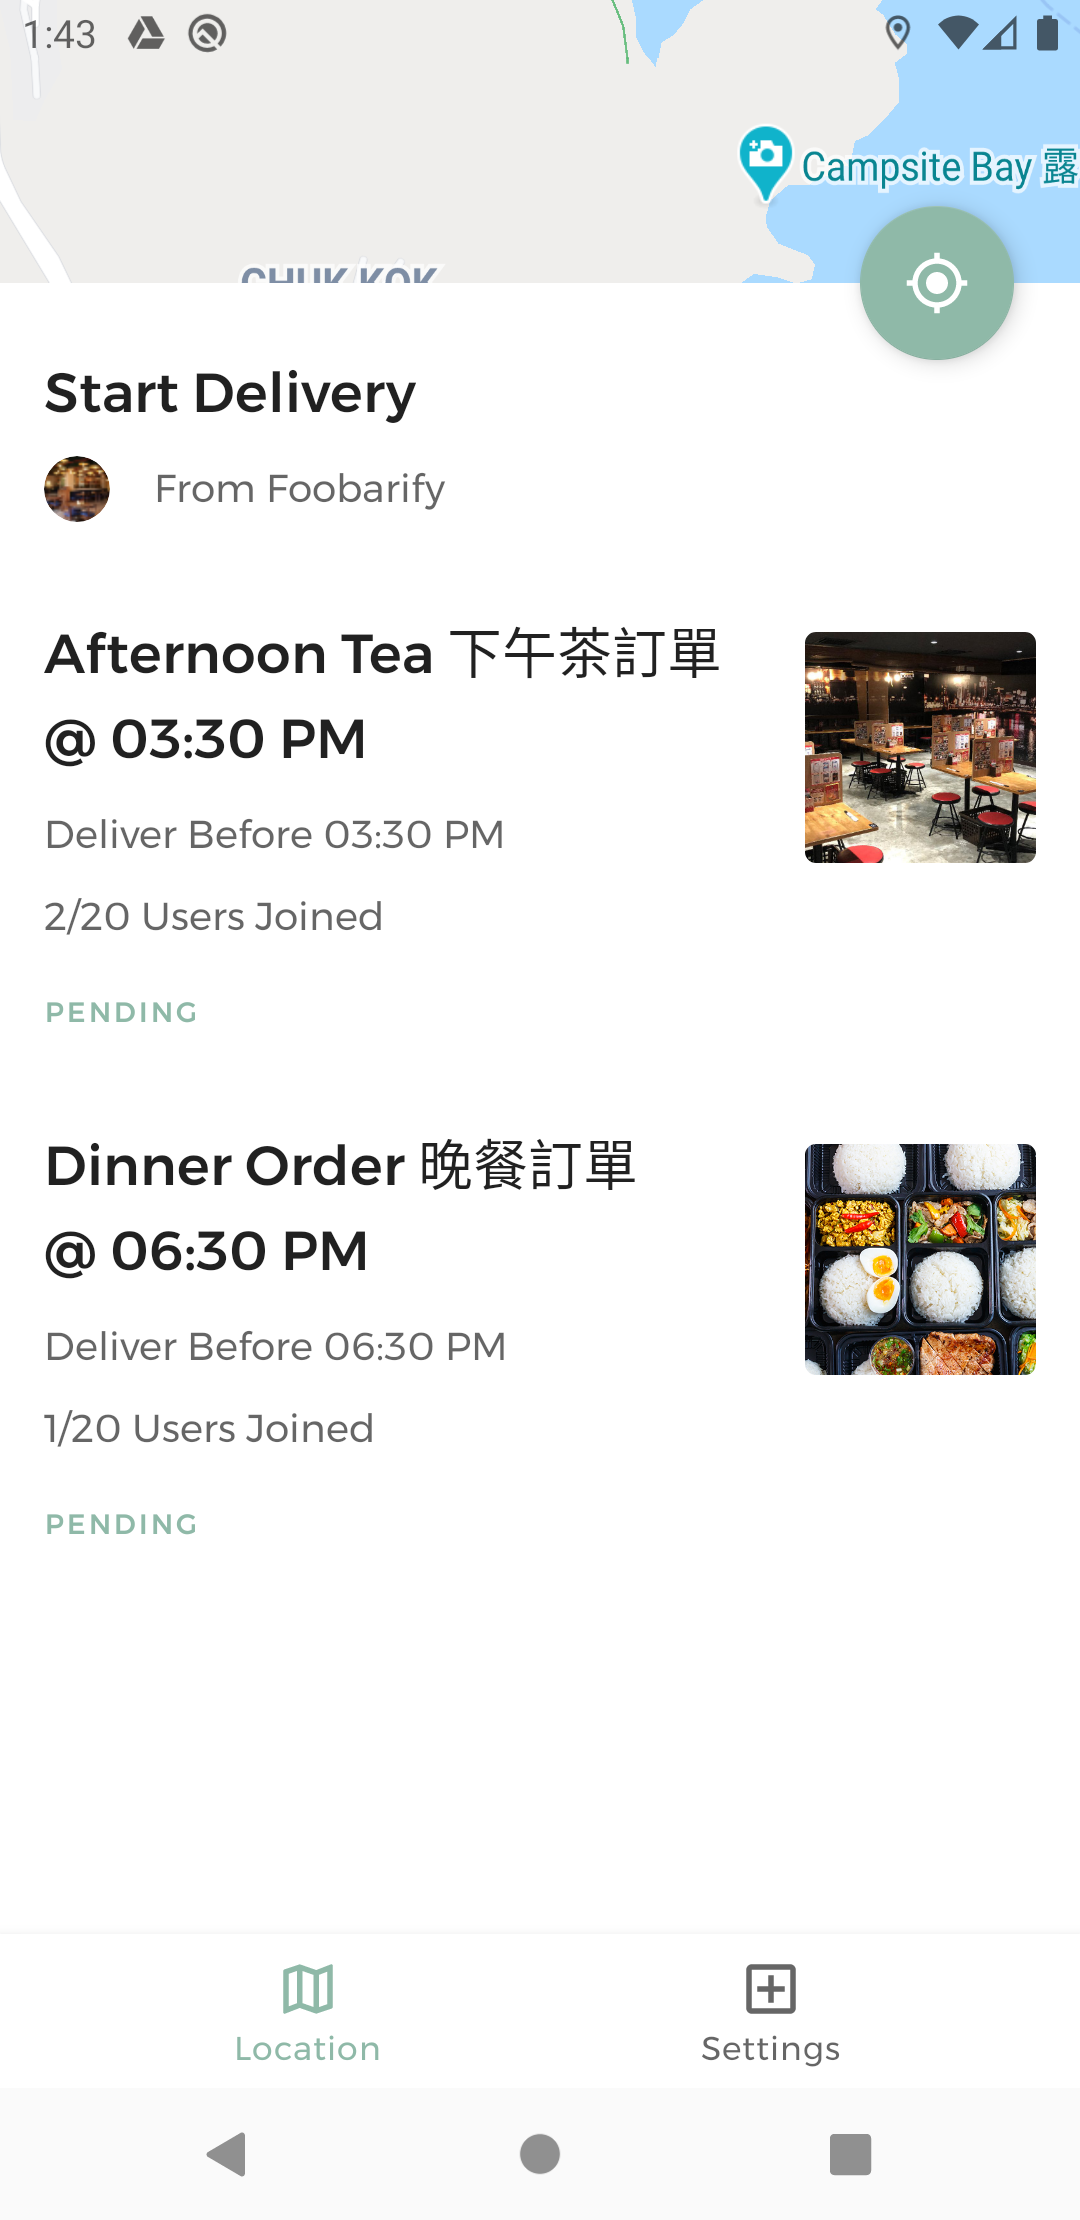 1:43
Campsite Bay 露
CHUK KOK
Start Delivery
From Foobarify
Afternoon Tea 下午茶訂單
@ 03:30 PM
Deliver Before 03:30 PM
2/20 Users Joined
PENDING
Dinner Order 晚餐訂單
@ 06:30 PM
Deliver Before 06:30 PM
1/20 Users Joined
PENDING
Location
Settings